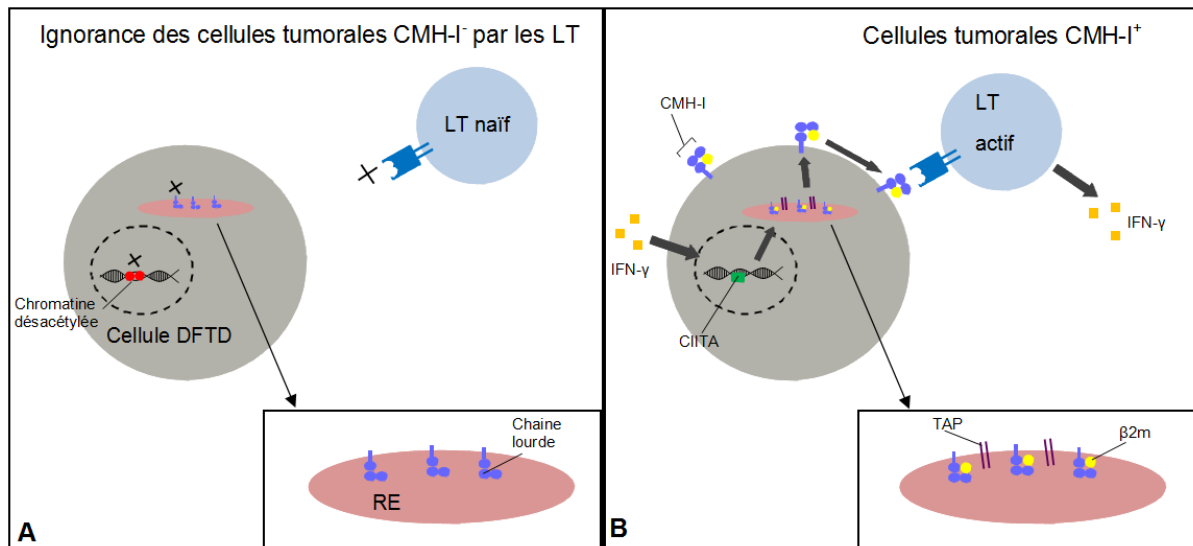 Ignorance des cellules tumorales CMH-I⁻ par les LT
LT naïf
Chromatine
désacétylée
Cellule DFTD
Chaine
lourde
RE
A
Cellules tumorales CMH-I⁺
CMH-I
LT
actif
IFN-γ
IFN-γ
CIITA
TAP
β2m
B